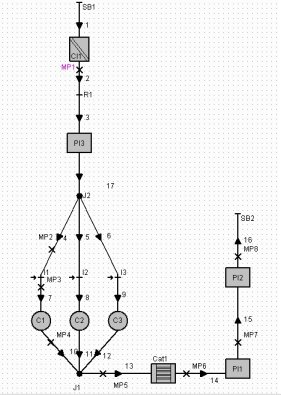 SB1
1
CI1
MP1
2
R1
3
PI3
17
J2
MP2 4 5 6
I1 I2 I3
MP3
7 8 9
C1 C2 C3
MP4
10 11 12
J1
MP5
13
Cat1
MP6
14
PI1
MP7
15
PI2
MP8
16
SB2